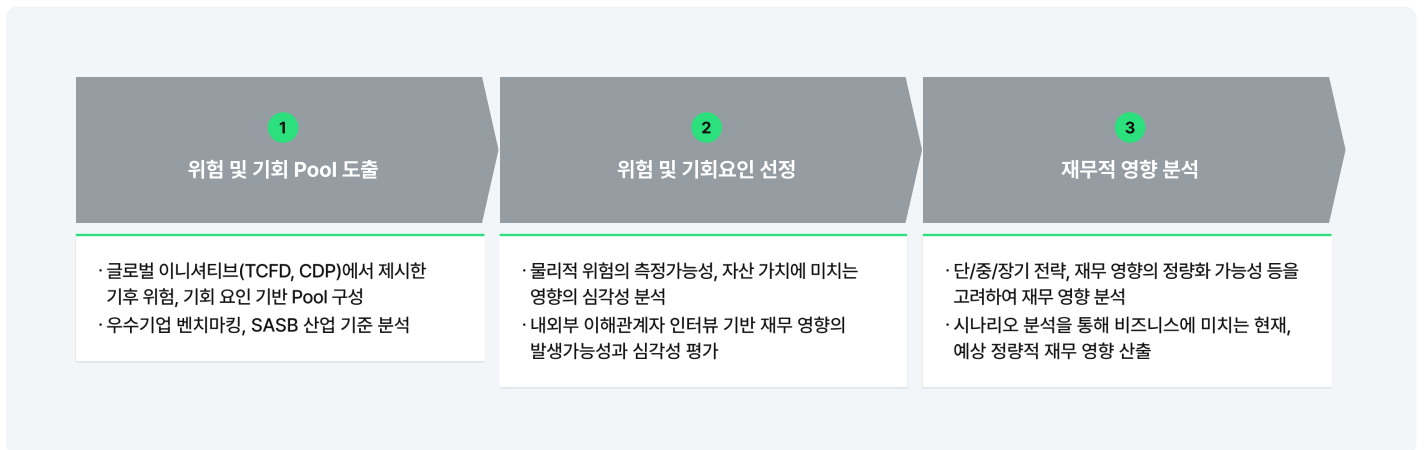 1
위험 및 기회 Pool 도출
· 글로벌 이니셔티브(TCFD, CDP)에서 제시한
기후 위험, 기회 요인 기반 Pool 구성
· 우수기업 벤치마킹, SASB 산업 기준 분석
2
위험 및 기회요인 선정
· 물리적 위험의 측정가능성, 자산 가치에 미치는
영향의 심각성 분석
· 내외부 이해관계자 인터뷰 기반 재무 영향의
발생가능성과 심각성 평가
3
재무적 영향 분석
· 단/중/장기 전략, 재무 영향의 정량화 가능성 등을
고려하여 재무 영향 분석
· 시나리오 분석을 통해 비즈니스에 미치는 현재,
예상 정량적 재무 영향 산출